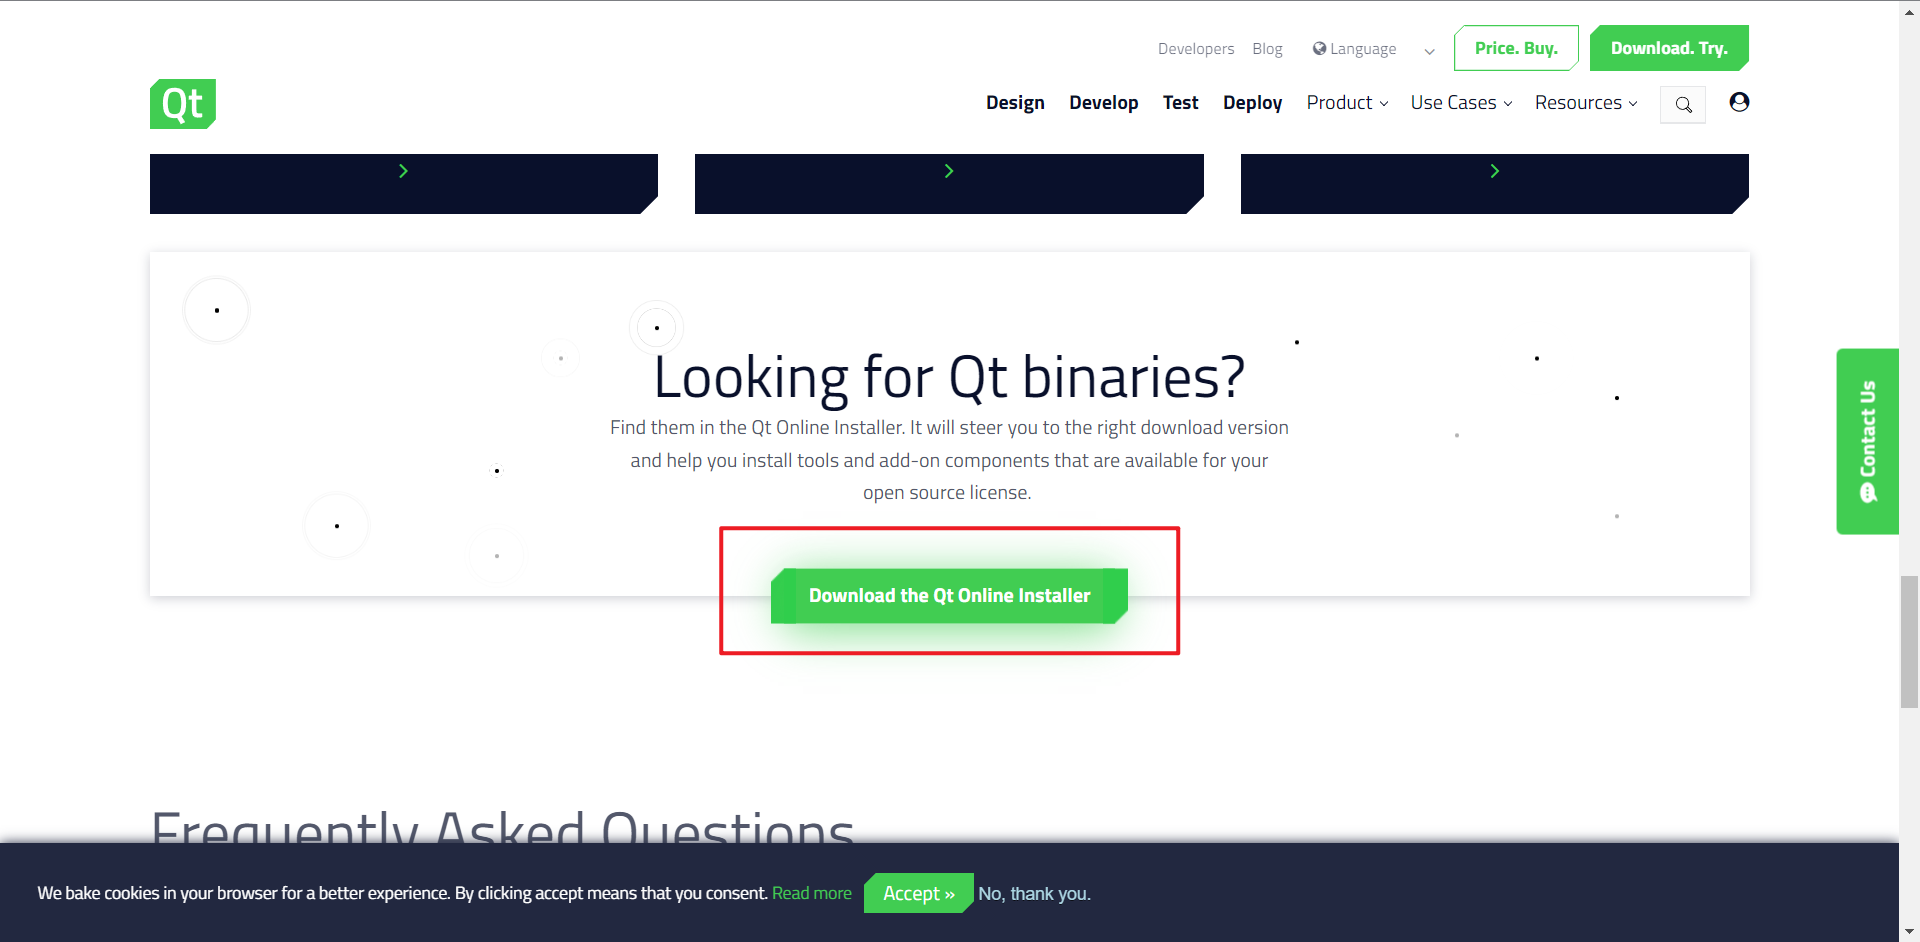 Developers Blog Language Price. Buy. Download. Try.
Qt Design Develop Test Deploy Product Use Cases Resources
Looking for Qt binaries?
Find them in the Qt Online Installer. It will steer you to the right download version
and help you install tools and add-on components that are available for your
open source license.
Contact Us
Download the Qt Online Installer
Frequently Asked Questions
We bake cookies in your browser for a better experience. By clicking accept means that you consent. Read more Accept » No, thank you.